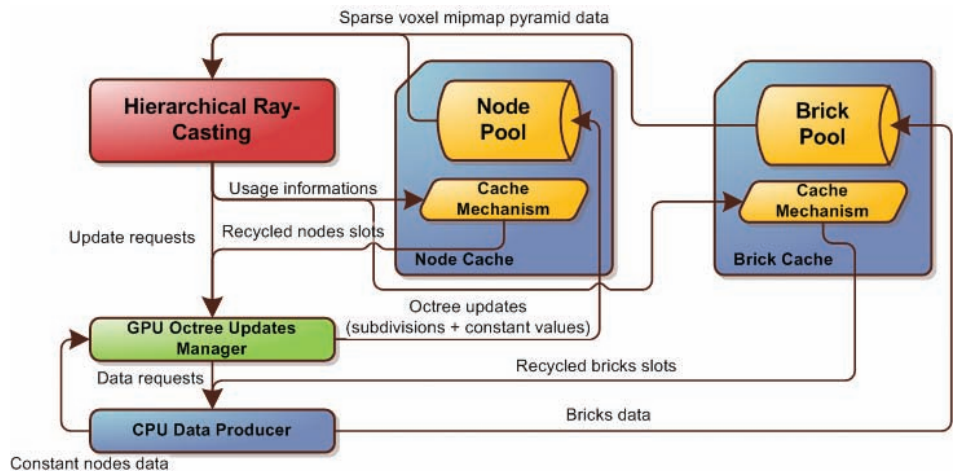 Sparse voxel mipmap pyramid data
Hierarchical Ray-
Casting
Node
Pool
Brick
Pool
Usage informations
Cache
Mechanism
Cache
Mechanism
Update requests
Recycled nodes slots
Node Cache
Brick Cache
Octree updates
(subdivisions + constant values)
GPU Octree Updates
Manager
Recycled bricks slots
Data requests
CPU Data Producer
Bricks data
Constant nodes data